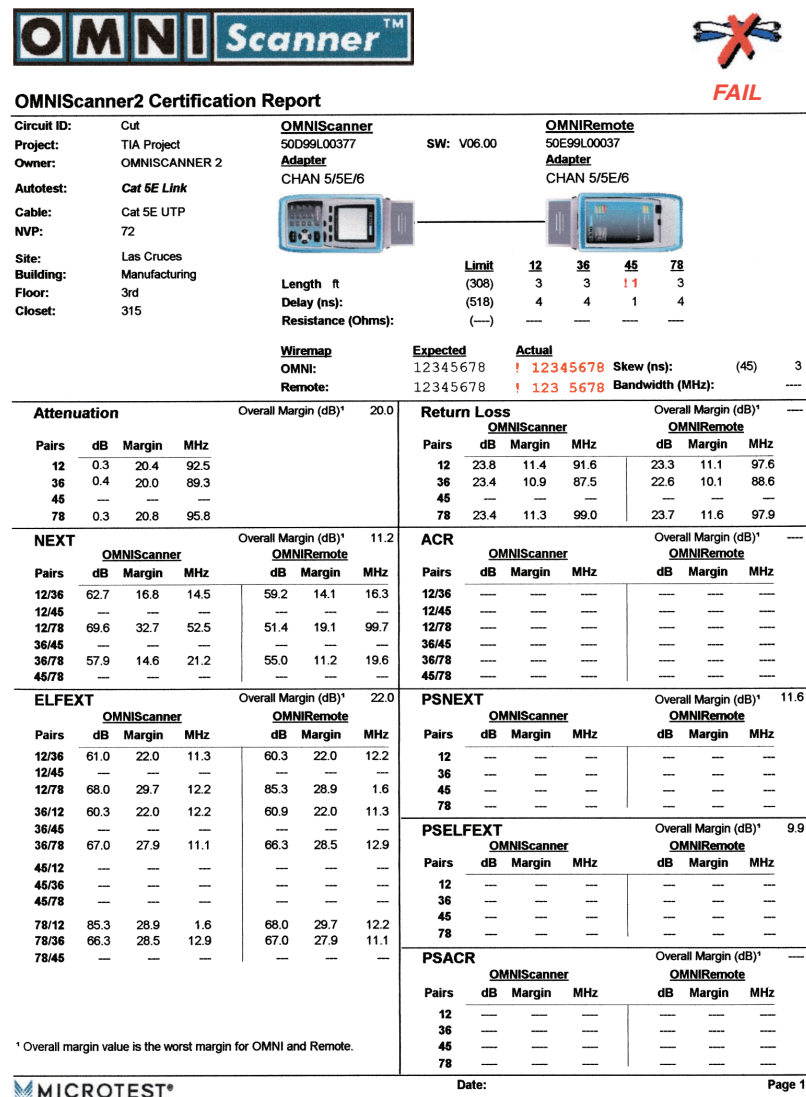 OMNI Scanner™
FAIL
OMNIScanner2 Certification Report
Circuit ID: Cut
Project: TIA Project
Owner: OMNISCANNER 2
Autotest: Cat 5E Link
Cable: Cat 5E UTP
NVP: 72
Site: Las Cruces
Building: Manufacturing
Floor: 3rd
Closet: 315
OMNIScanner OMNIRemote
50D99L00377 SW: V06.00 50E99L00037
Adapter Adapter
CHAN 5/5E/6 CHAN 5/5E/6
Limit 12 36 45 78
Length ft (308) 3 3 ! 1 3
Delay (ns): (518) 4 4 1 4
Resistance (Ohms): (----) ---- ---- ---- ----
Wiremap Expected Actual
OMNI: 12345678 ! 12345678 Skew (ns): (45) 3
Remote: 12345678 ! 123 5678 Bandwidth (MHz): ----
Attenuation Overall Margin (dB)¹ 20.0
Pairs dB Margin MHz
12 0.3 20.4 92.5
36 0.4 20.0 89.3
45 --- --- ---
78 0.3 20.8 95.8
Return Loss Overall Margin (dB)¹ ----
OMNIScanner OMNIRemote
Pairs dB Margin MHz dB Margin MHz
12 23.8 11.4 91.6 23.3 11.1 97.6
36 23.4 10.9 87.5 22.6 10.1 88.6
45 --- --- --- --- --- ---
78 23.4 11.3 99.0 23.7 11.6 97.9
NEXT Overall Margin (dB)¹ 11.2
OMNIScanner OMNIRemote
Pairs dB Margin MHz dB Margin MHz
12/36 62.7 16.8 14.5 59.2 14.1 16.3
12/45 --- --- --- --- --- ---
12/78 69.6 32.7 52.5 51.4 19.1 99.7
36/45 --- --- --- --- --- ---
36/78 57.9 14.6 21.2 55.0 11.2 19.6
45/78 --- --- --- --- --- ---
ACR Overall Margin (dB)¹ ----
OMNIScanner OMNIRemote
Pairs dB Margin MHz dB Margin MHz
12/36 ---- ---- ---- ---- ---- ----
12/45 ---- ---- ---- ---- ---- ----
12/78 ---- ---- ---- ---- ---- ----
36/45 ---- ---- ---- ---- ---- ----
36/78 ---- ---- ---- ---- ---- ----
45/78 ---- ---- ---- ---- ---- ----
ELFEXT Overall Margin (dB)¹ 22.0
OMNIScanner OMNIRemote
Pairs dB Margin MHz dB Margin MHz
12/36 61.0 22.0 11.3 60.3 22.0 12.2
12/45 --- --- --- --- --- ---
12/78 68.0 29.7 12.2 85.3 28.9 1.6
36/12 60.3 22.0 12.2 60.9 22.0 11.3
36/45 --- --- --- --- --- ---
36/78 67.0 27.9 11.1 66.3 28.5 12.9
45/12 --- --- --- --- --- ---
45/36 --- --- --- --- --- ---
45/78 --- --- --- --- --- ---
78/12 85.3 28.9 1.6 68.0 29.7 12.2
78/36 66.3 28.5 12.9 67.0 27.9 11.1
78/45 --- --- --- --- --- ---
PSNEXT Overall Margin (dB)¹ 11.6
OMNIScanner OMNIRemote
Pairs dB Margin MHz dB Margin MHz
12 --- --- --- --- --- ---
36 --- --- --- --- --- ---
45 --- --- --- --- --- ---
78 --- --- --- --- --- ---
PSELFEXT Overall Margin (dB)¹ 9.9
OMNIScanner OMNIRemote
Pairs dB Margin MHz dB Margin MHz
12 --- --- --- --- --- ---
36 --- --- --- --- --- ---
45 --- --- --- --- --- ---
78 --- --- --- --- --- ---
PSACR Overall Margin (dB)¹ ----
OMNIScanner OMNIRemote
Pairs dB Margin MHz dB Margin MHz
12 ---- ---- ---- ---- ---- ----
36 ---- ---- ---- ---- ---- ----
45 ---- ---- ---- ---- ---- ----
78 ---- ---- ---- ---- ---- ----
¹ Overall margin value is the worst margin for OMNI and Remote.
MICROTEST® Date: Page 1